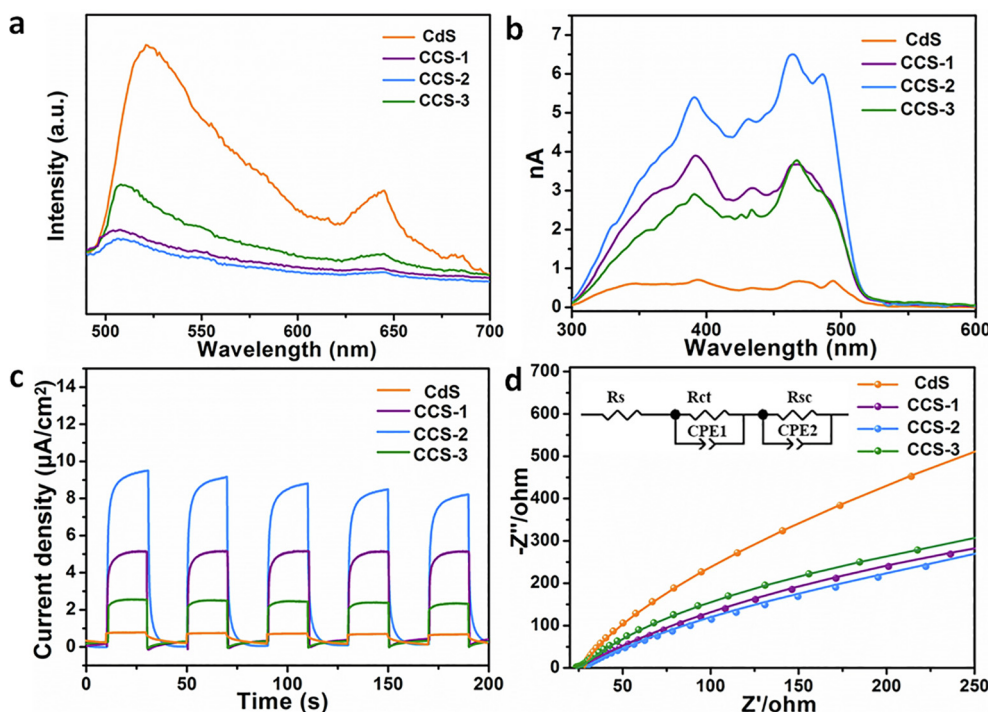 a
Intensity (a.u.)
CdS
CCS-1
CCS-2
CCS-3
500 550 600 650 700
Wavelength (nm)
b
nA
7
6
5
4
3
2
1
0
CdS
CCS-1
CCS-2
CCS-3
300 400 500 600
Wavelength (nm)
c
Current density (µA/cm²)
14
12
10
8
6
4
2
0
CdS
CCS-1
CCS-2
CCS-3
0 50 100 150 200
Time (s)
d
-Z''/ohm
700
600
500
400
300
200
100
0
Rs Rct Rsc
CPE1 CPE2
CdS
CCS-1
CCS-2
CCS-3
50 100 150 200 250
Z'/ohm